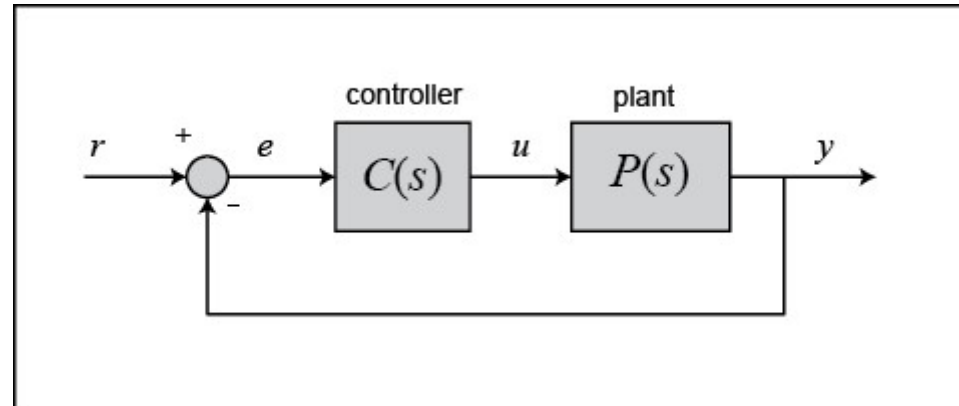 controller plant
+
r e C(s) u P(s) y
−